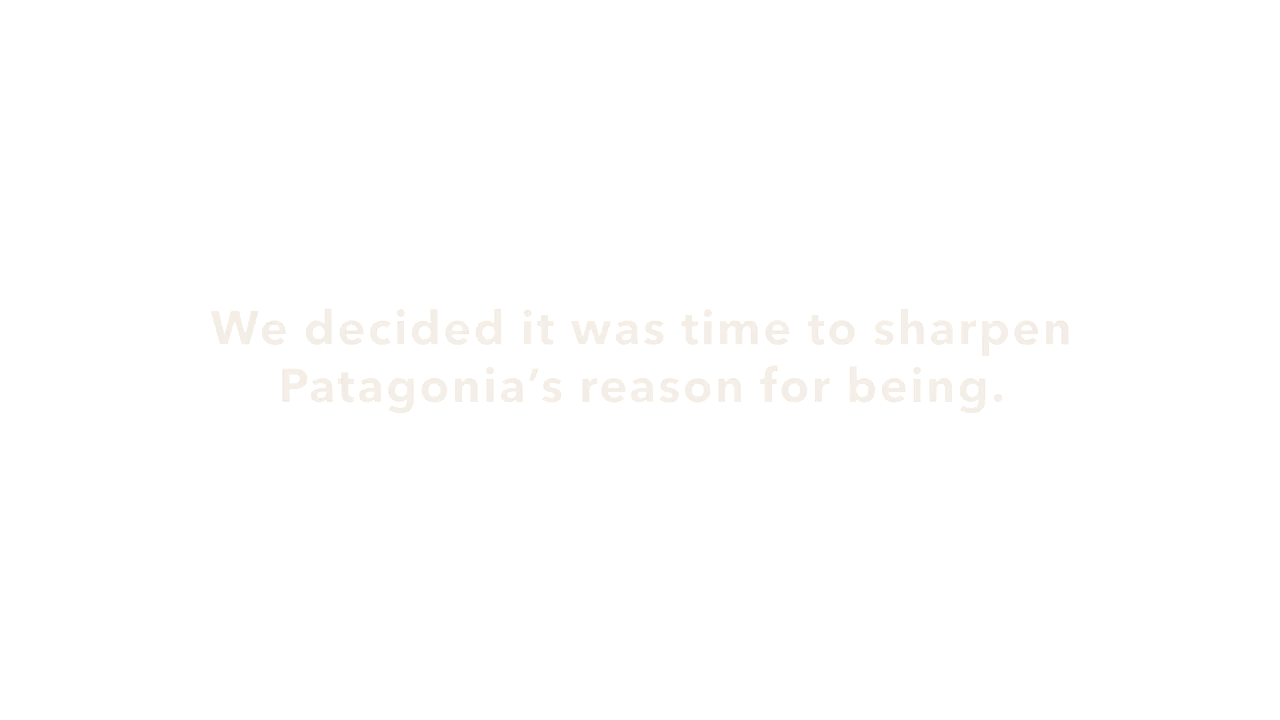 We decided it was time to sharpen
Patagonia’s reason for being.